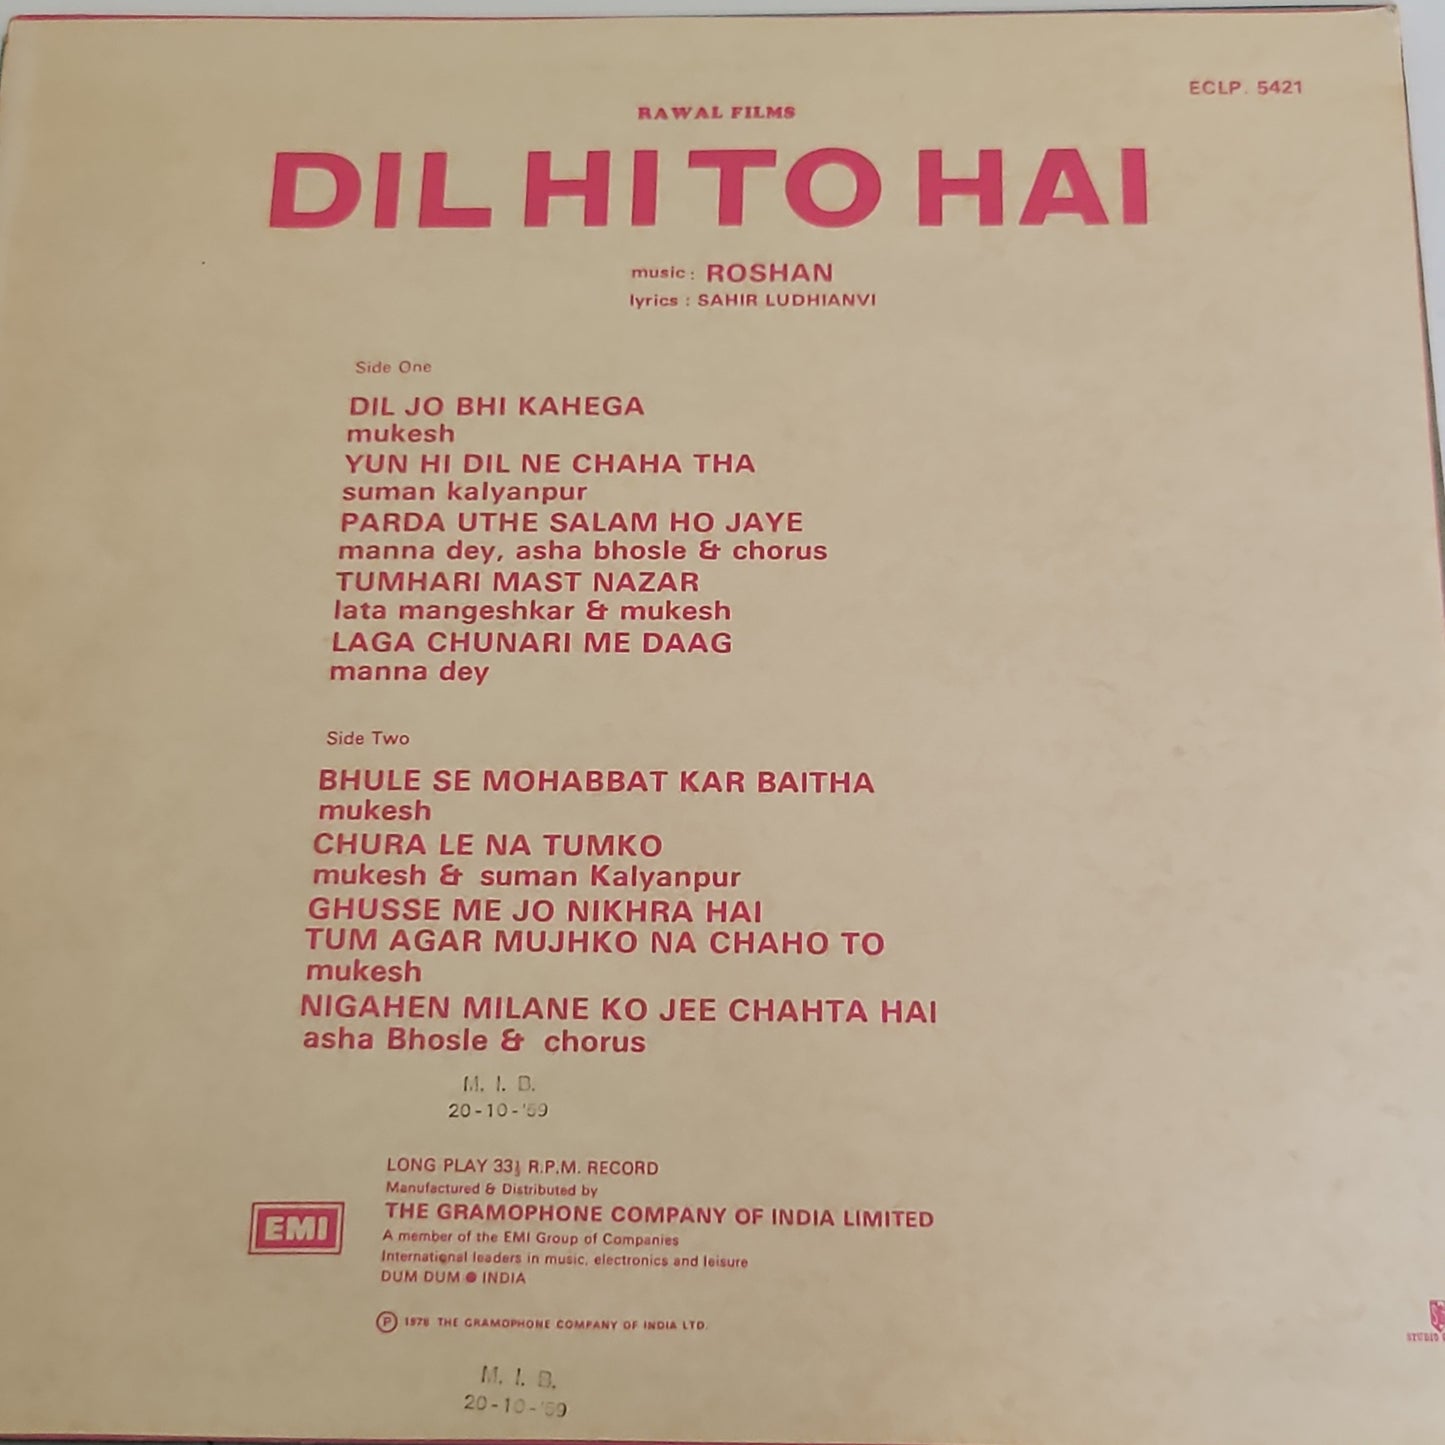 ECLP. 5421
RAWAL FILMS
DIL HI TO HAI
music : ROSHAN
lyrics : SAHIR LUDHIANVI
Side One
DIL JO BHI KAHEGA
mukesh
YUN HI DIL NE CHAHA THA
suman kalyanpur
PARDA UTHE SALAM HO JAYE
manna dey, asha bhosle & chorus
TUMHARI MAST NAZAR
lata mangeshkar & mukesh
LAGA CHUNARI ME DAAG
manna dey
Side Two
BHULE SE MOHABBAT KAR BAITHA
mukesh
CHURA LE NA TUMKO
mukesh & suman Kalyanpur
GHUSSE ME JO NIKHRA HAI
TUM AGAR MUJHKO NA CHAHO TO
mukesh
NIGAHEN MILANE KO JEE CHAHTA HAI
asha Bhosle & chorus
M. I. B.
20-10-'59
LONG PLAY 33⅓ R.P.M. RECORD
Manufactured & Distributed by
THE GRAMOPHONE COMPANY OF INDIA LIMITED
EMI
A member of the EMI Group of Companies
International leaders in music, electronics and leisure
DUM DUM ● INDIA
Ⓟ 1978 THE GRAMOPHONE COMPANY OF INDIA LTD.
STUDIO
M. I. B.
20-10-'59